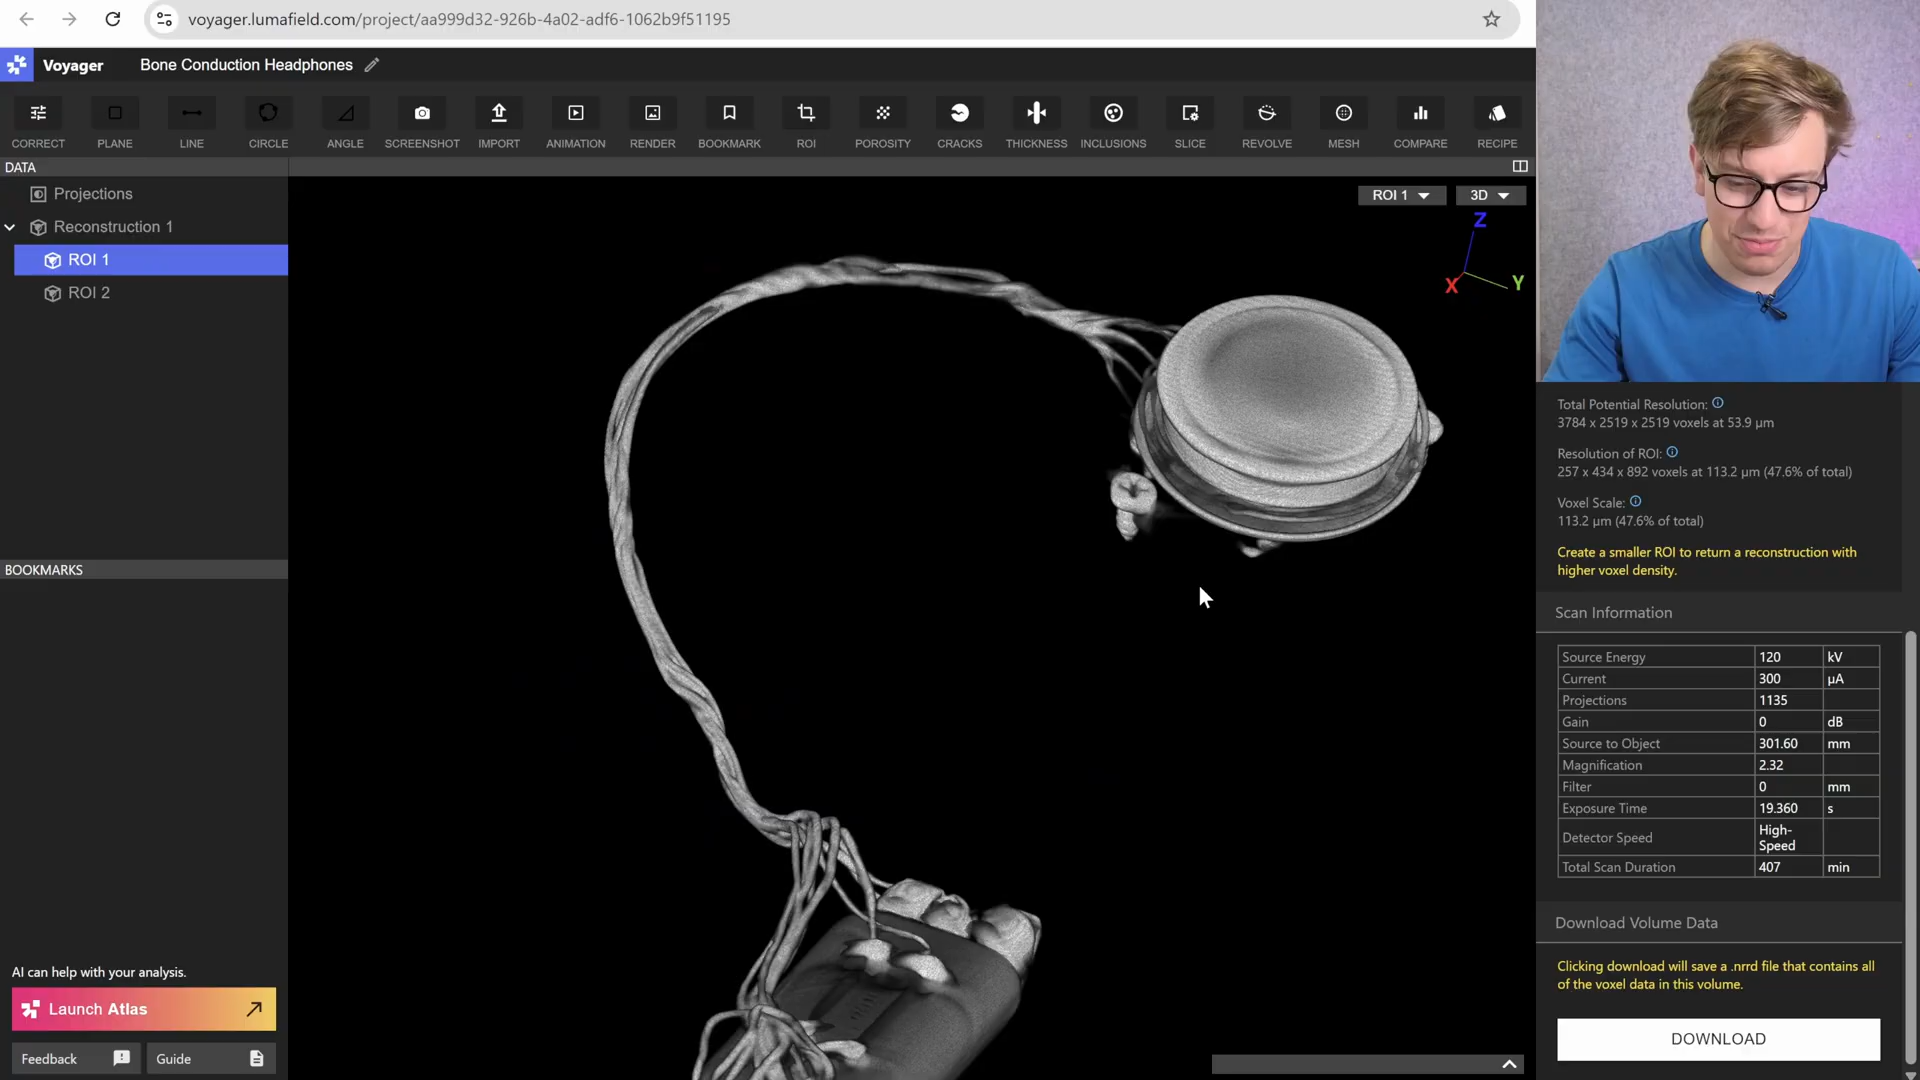 voyager.lumafield.com/project/aa999d32-926b-4a02-adf6-1062b9f51195
Voyager
Bone Conduction Headphones
CORRECT
PLANE
LINE
CIRCLE
ANGLE
SCREENSHOT
IMPORT
ANIMATION
RENDER
BOOKMARK
ROI
POROSITY
CRACKS
THICKNESS
INCLUSIONS
SLICE
REVOLVE
MESH
COMPARE
RECIPE
DATA
Projections
Reconstruction 1
ROI 1
ROI 2
ROI 1
3D
Z
X
Y
BOOKMARKS
AI can help with your analysis.
Launch Atlas
Feedback
Guide
Total Potential Resolution:
3784 x 2519 x 2519 voxels at 53.9 μm
Resolution of ROI:
257 x 434 x 892 voxels at 113.2 μm (47.6% of total)
Voxel Scale:
113.2 μm (47.6% of total)
Create a smaller ROI to return a reconstruction with
higher voxel density.
Scan Information
Source Energy 120 kV
Current 300 μA
Projections 1135
Gain 0 dB
Source to Object 301.60 mm
Magnification 2.32
Filter 0 mm
Exposure Time 19.360 s
Detector Speed High-
Speed
Total Scan Duration 407 min
Download Volume Data
Clicking download will save a .nrrd file that contains all
of the voxel data in this volume.
DOWNLOAD